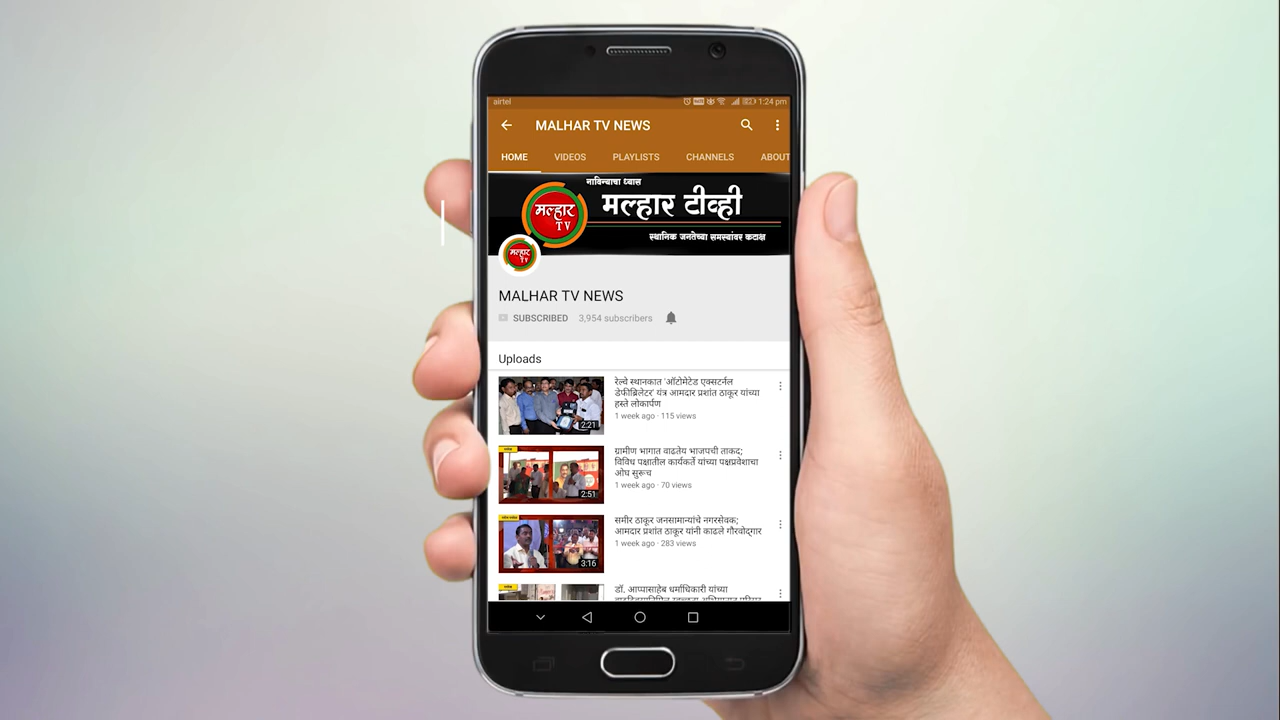 airtel 1:24 pm
MALHAR TV NEWS
HOME VIDEOS PLAYLISTS CHANNELS ABOUT
नाविन्याचा ध्यास
मल्हार टीव्ही
स्थानिक जनतेच्या समस्यांवर कटाक्ष
मल्हार
TV
मल्हार
TV
MALHAR TV NEWS
SUBSCRIBED 3,954 subscribers
Uploads
रेल्वे स्थानकात 'ऑटोमेटेड एक्सटर्नल
डेफीब्रिलेटर' यंत्र आमदार प्रशांत ठाकूर यांच्या
हस्ते लोकार्पण
1 week ago · 115 views
2:21
ग्रामीण भागात वाढतेय भाजपची ताकद;
विविध पक्षातील कार्यकर्ते यांच्या पक्षप्रवेशाचा
ओघ सुरूच
1 week ago · 70 views
2:51
समीर ठाकूर जनसामान्यांचे नगरसेवक;
आमदार प्रशांत ठाकूर यांनी काढले गौरवोद्गार
1 week ago · 283 views
3:16
डॉ. आप्पासाहेब धर्माधिकारी यांच्या